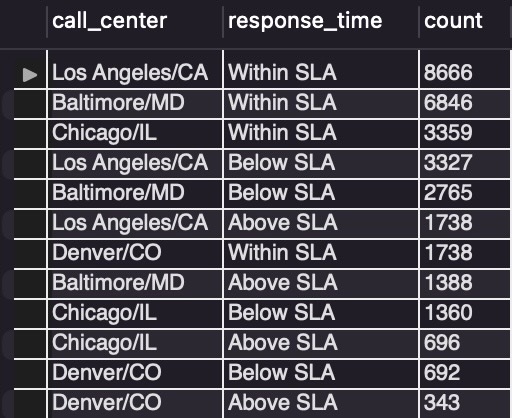 call_center response_time count
Los Angeles/CA Within SLA 8666
Baltimore/MD Within SLA 6846
Chicago/IL Within SLA 3359
Los Angeles/CA Below SLA 3327
Baltimore/MD Below SLA 2765
Los Angeles/CA Above SLA 1738
Denver/CO Within SLA 1738
Baltimore/MD Above SLA 1388
Chicago/IL Below SLA 1360
Chicago/IL Above SLA 696
Denver/CO Below SLA 692
Denver/CO Above SLA 343